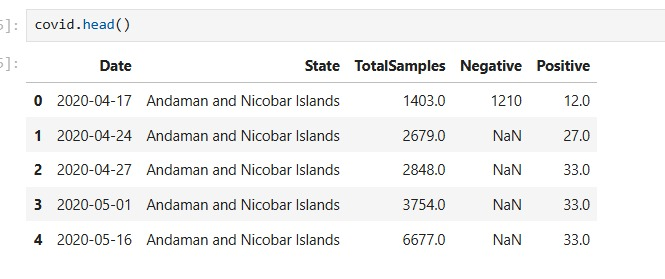 5]: covid.head()
5]:
Date State TotalSamples Negative Positive
0 2020-04-17 Andaman and Nicobar Islands 1403.0 1210 12.0
1 2020-04-24 Andaman and Nicobar Islands 2679.0 NaN 27.0
2 2020-04-27 Andaman and Nicobar Islands 2848.0 NaN 33.0
3 2020-05-01 Andaman and Nicobar Islands 3754.0 NaN 33.0
4 2020-05-16 Andaman and Nicobar Islands 6677.0 NaN 33.0